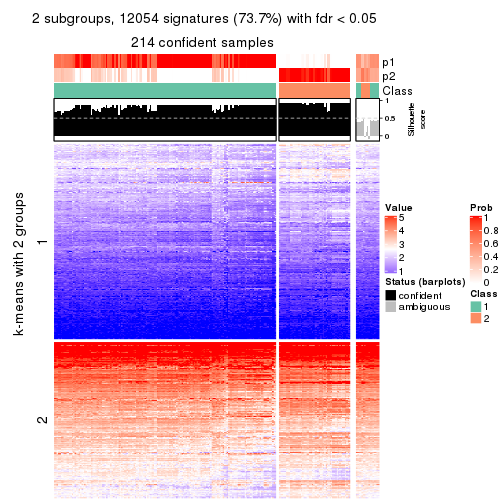 2 subgroups, 12054 signatures (73.7%) with fdr < 0.05
214 confident samples
p1
p2
Class
1
0.5
0
Silhouette
score
k-means with 2 groups
1
2
Value
5
4
3
2
1
Status (barplots)
confident
ambiguous
Prob
1
0.8
0.6
0.4
0.2
0
Class
1
2